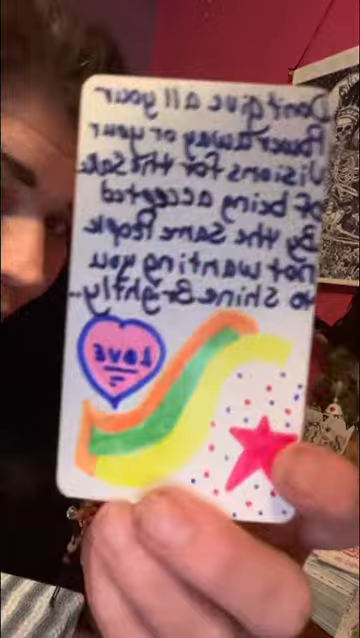 Don't give all your
Power away or your
Visions for the Sake
of being accepted
By the Same People
not wanting you
to Shine Brightly..
LOVE